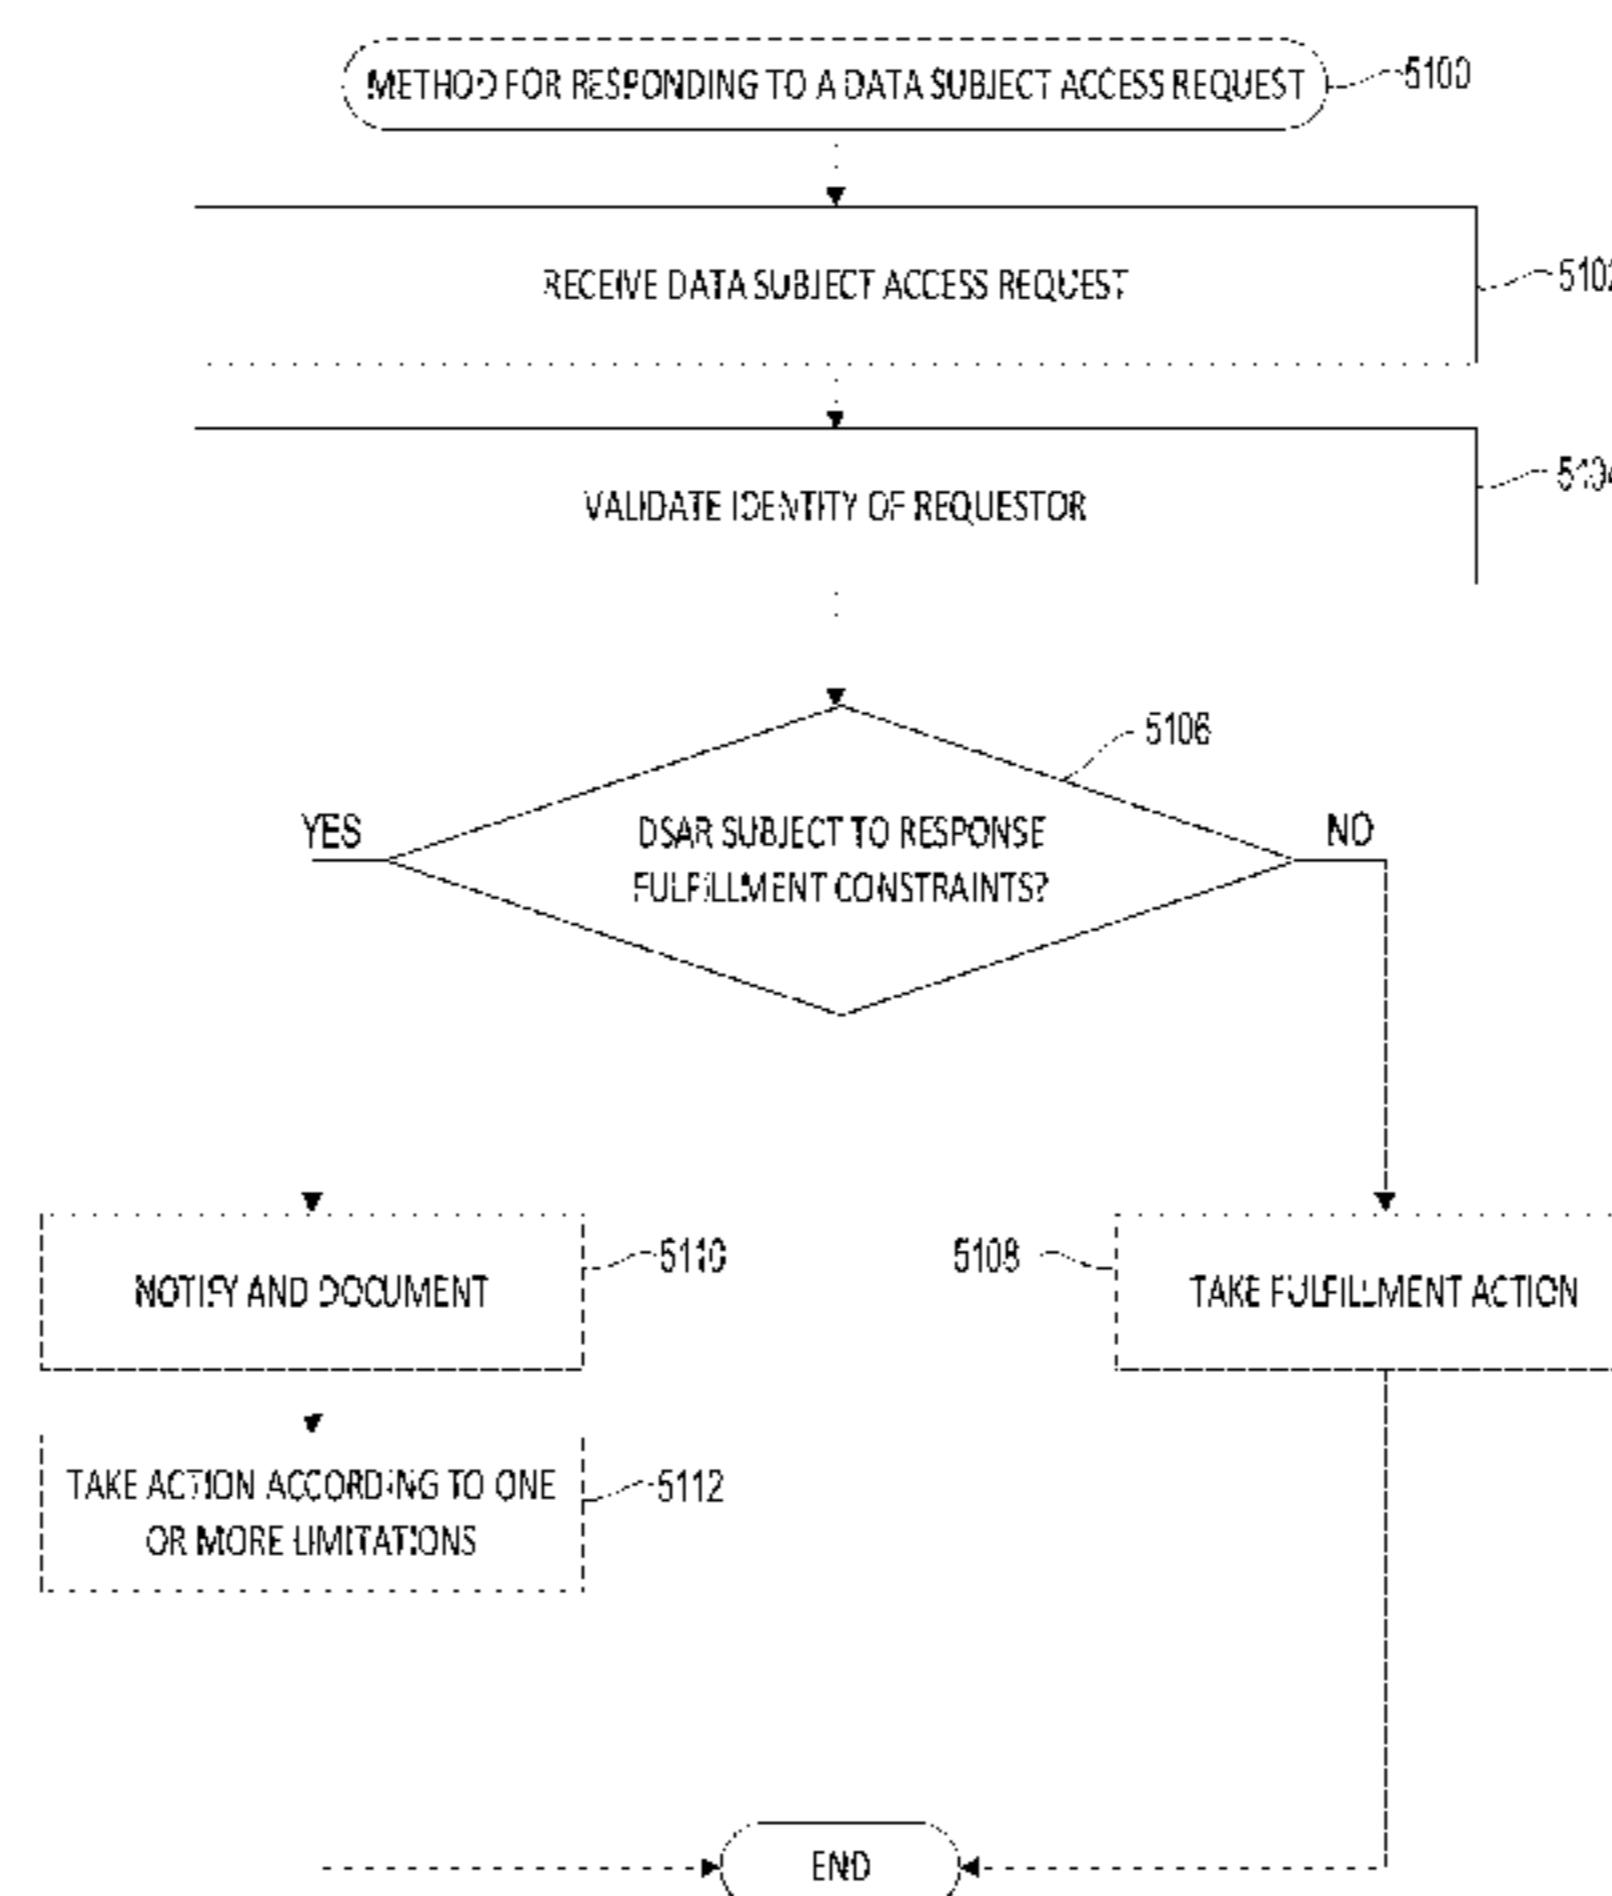 METHOD FOR RESPONDING TO A DATA SUBJECT ACCESS REQUEST
5100
RECEIVE DATA SUBJECT ACCESS REQUEST
5102
VALIDATE IDENTITY OF REQUESTOR
5104
5106
YES
DSAR SUBJECT TO RESPONSE
FULFILLMENT CONSTRAINTS?
NO
NOTIFY AND DOCUMENT
5110
5108
TAKE FULFILLMENT ACTION
TAKE ACTION ACCORDING TO ONE
OR MORE LIMITATIONS
5112
END